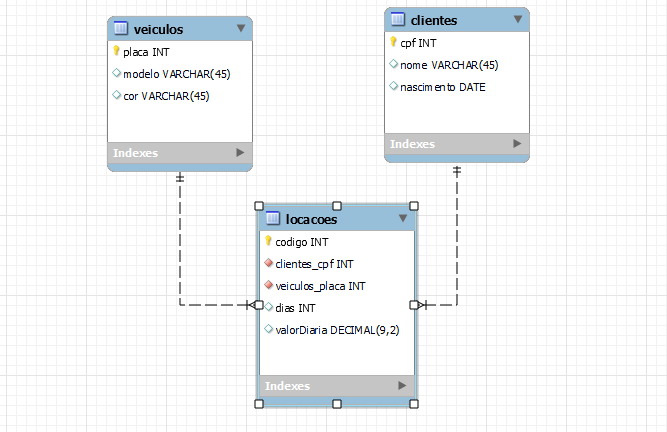 veiculos
placa INT
modelo VARCHAR(45)
cor VARCHAR(45)
Indexes
clientes
cpf INT
nome VARCHAR(45)
nascimento DATE
Indexes
locacoes
codigo INT
clientes_cpf INT
veiculos_placa INT
dias INT
valorDiaria DECIMAL(9,2)
Indexes